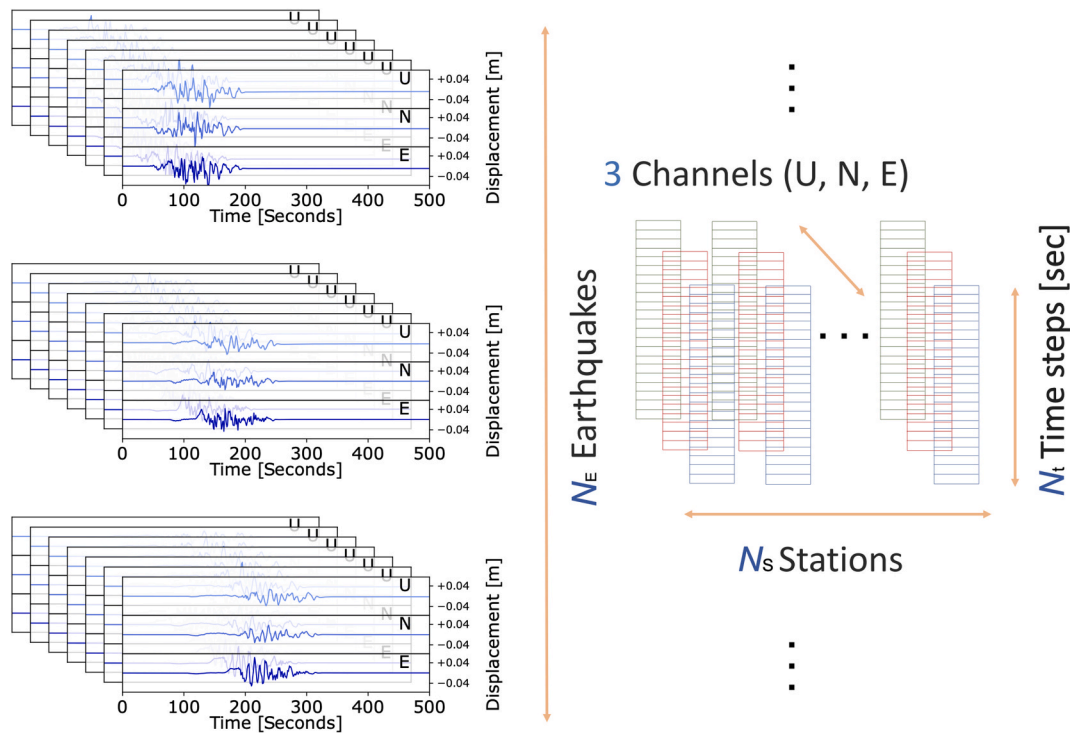 U
U
U
U
U
U
U
+0.04
−0.04
N
N
+0.04
−0.04
E
E
+0.04
−0.04
Displacement [m]
0 100 200 300 400 500
Time [Seconds]
U
U
U
U
U
U
U
+0.04
−0.04
N
N
+0.04
−0.04
E
E
+0.04
−0.04
Displacement [m]
0 100 200 300 400 500
Time [Seconds]
U
U
U
U
U
U
U
+0.04
−0.04
N
N
+0.04
−0.04
E
E
+0.04
−0.04
Displacement [m]
0 100 200 300 400 500
Time [Seconds]
NE Earthquakes
3 Channels (U, N, E)
...
Nt Time steps [sec]
NS Stations